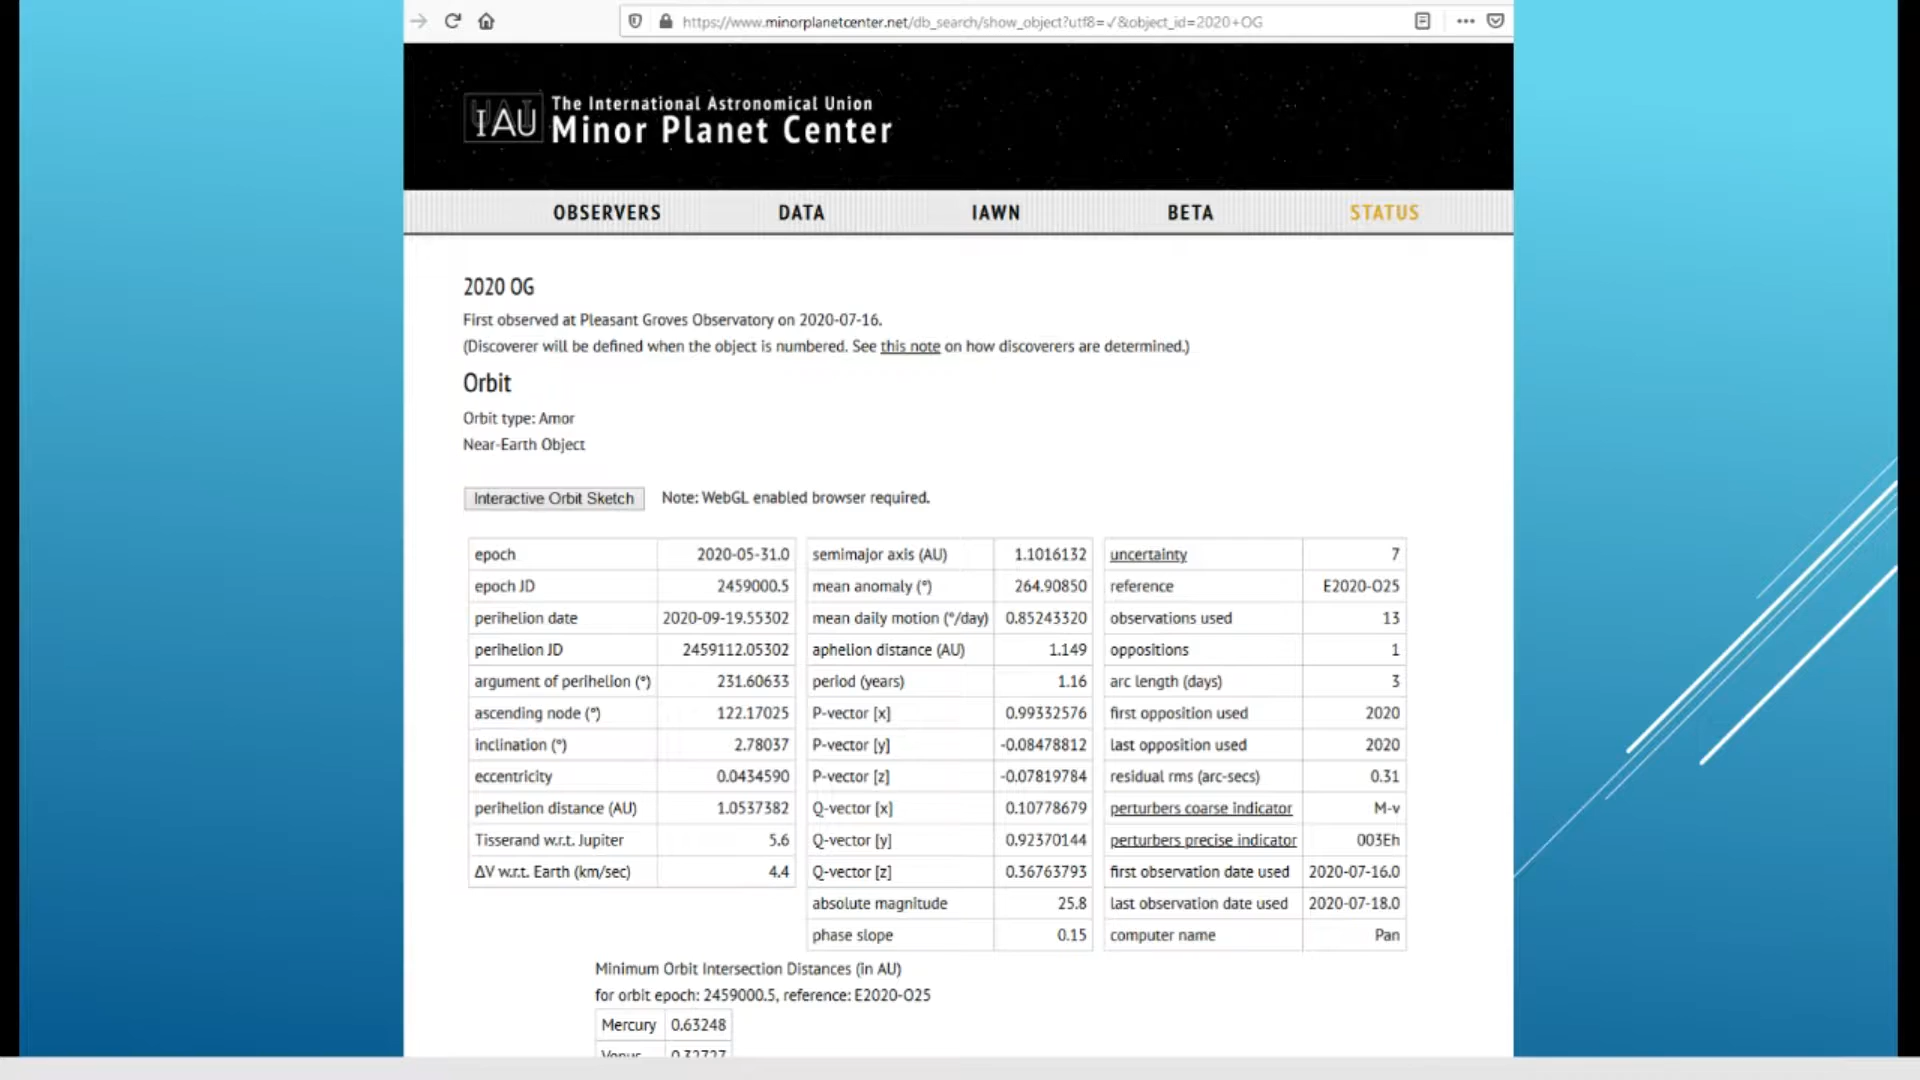 https://www.minorplanetcenter.net/db_search/show_object?utf8=✓&object_id=2020+OG
IAU
The International Astronomical Union
Minor Planet Center
OBSERVERS DATA IAWN BETA STATUS
2020 OG
First observed at Pleasant Groves Observatory on 2020-07-16.
(Discoverer will be defined when the object is numbered. See this note on how discoverers are determined.)
Orbit
Orbit type: Amor
Near-Earth Object
Interactive Orbit Sketch Note: WebGL enabled browser required.
epoch 2020-05-31.0 semimajor axis (AU) 1.1016132 uncertainty 7
epoch JD 2459000.5 mean anomaly (°) 264.90850 reference E2020-O25
perihelion date 2020-09-19.55302 mean daily motion (°/day) 0.85243320 observations used 13
perihelion JD 2459112.05302 aphelion distance (AU) 1.149 oppositions 1
argument of perihelion (°) 231.60633 period (years) 1.16 arc length (days) 3
ascending node (°) 122.17025 P-vector [x] 0.99332576 first opposition used 2020
inclination (°) 2.78037 P-vector [y] -0.08478812 last opposition used 2020
eccentricity 0.0434590 P-vector [z] -0.07819784 residual rms (arc-secs) 0.31
perihelion distance (AU) 1.0537382 Q-vector [x] 0.10778679 perturbers coarse indicator M-v
Tisserand w.r.t. Jupiter 5.6 Q-vector [y] 0.92370144 perturbers precise indicator 003Eh
ΔV w.r.t. Earth (km/sec) 4.4 Q-vector [z] 0.36763793 first observation date used 2020-07-16.0
absolute magnitude 25.8 last observation date used 2020-07-18.0
phase slope 0.15 computer name Pan
Minimum Orbit Intersection Distances (in AU)
for orbit epoch: 2459000.5, reference: E2020-O25
Mercury 0.63248
Venus 0.32727